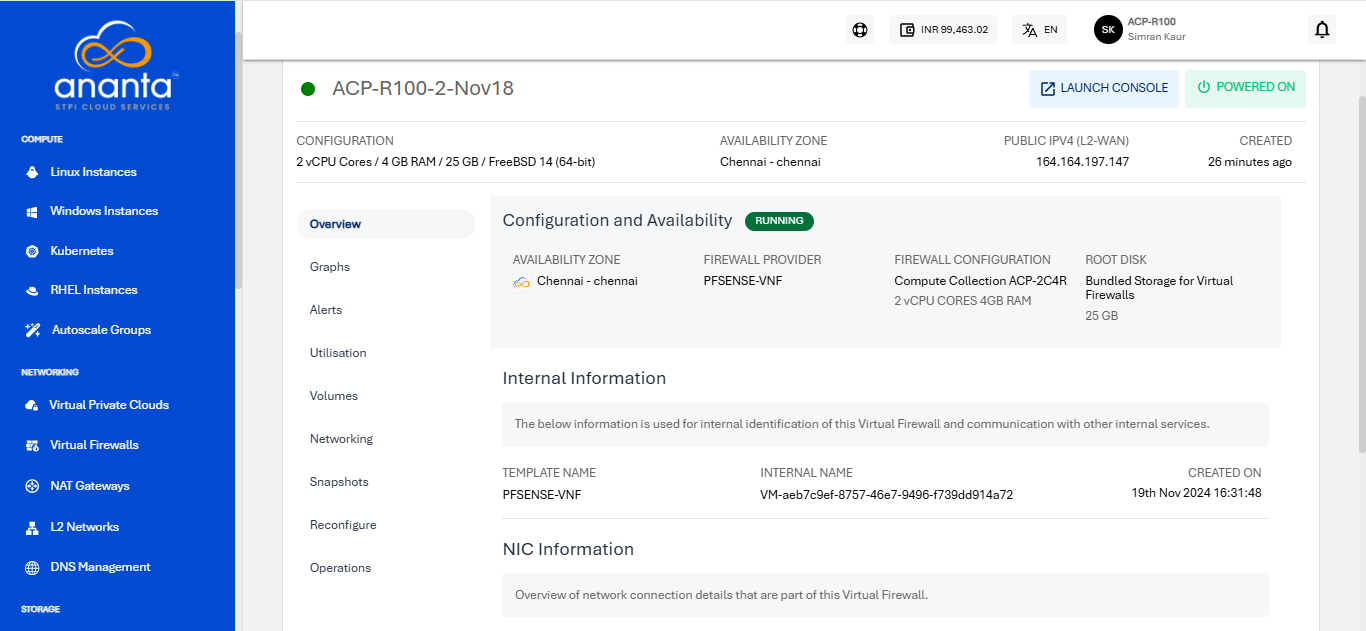 ananta™
STPI CLOUD SERVICES
COMPUTE
Linux Instances
Windows Instances
Kubernetes
RHEL Instances
Autoscale Groups
NETWORKING
Virtual Private Clouds
Virtual Firewalls
NAT Gateways
L2 Networks
DNS Management
STORAGE
INR 99,463.02
EN
SK
ACP-R100
Simran Kaur
ACP-R100-2-Nov18
LAUNCH CONSOLE
POWERED ON
CONFIGURATION
2 vCPU Cores / 4 GB RAM / 25 GB / FreeBSD 14 (64-bit)
AVAILABILITY ZONE
Chennai - chennai
PUBLIC IPV4 (L2-WAN)
164.164.197.147
CREATED
26 minutes ago
Overview
Graphs
Alerts
Utilisation
Volumes
Networking
Snapshots
Reconfigure
Operations
Configuration and Availability
RUNNING
AVAILABILITY ZONE
Chennai - chennai
FIREWALL PROVIDER
PFSENSE-VNF
FIREWALL CONFIGURATION
Compute Collection ACP-2C4R
2 vCPU CORES 4GB RAM
ROOT DISK
Bundled Storage for Virtual
Firewalls
25 GB
Internal Information
The below information is used for internal identification of this Virtual Firewall and communication with other internal services.
TEMPLATE NAME
PFSENSE-VNF
INTERNAL NAME
VM-aeb7c9ef-8757-46e7-9496-f739dd914a72
CREATED ON
19th Nov 2024 16:31:48
NIC Information
Overview of network connection details that are part of this Virtual Firewall.